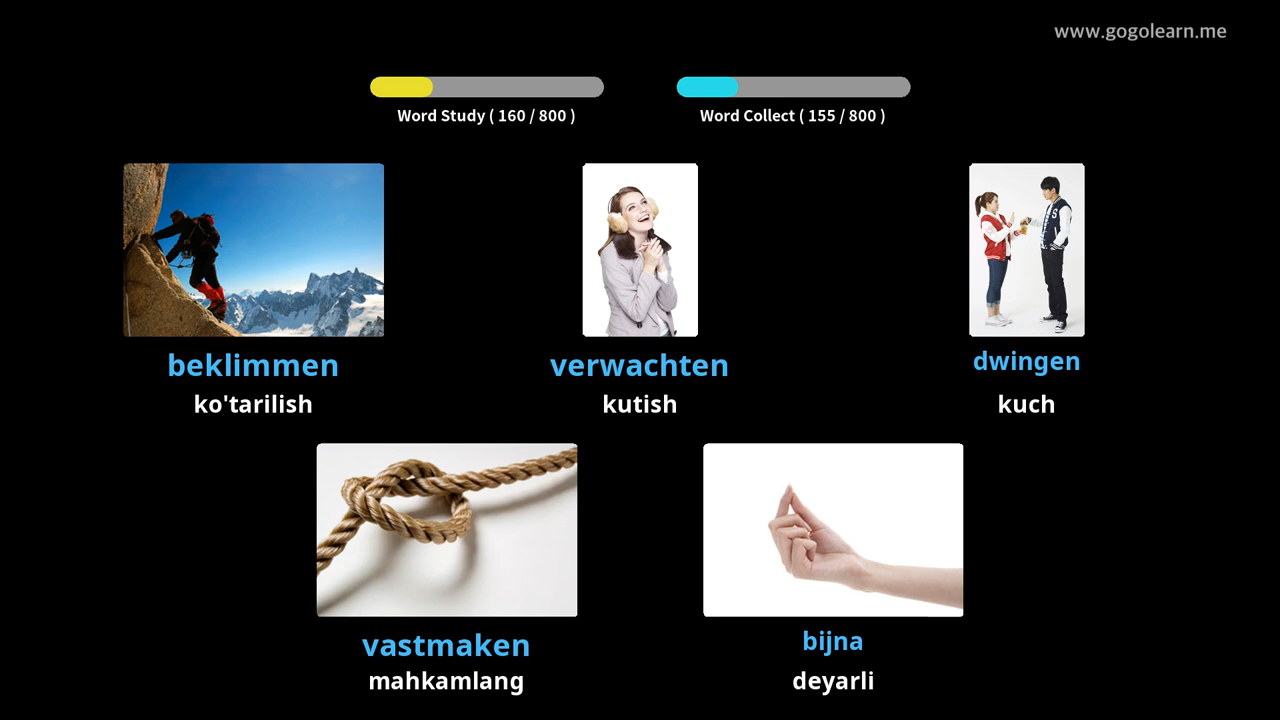 www.gogolearn.me
Word Study ( 160 / 800 )
Word Collect ( 155 / 800 )
beklimmen
ko'tarilish
verwachten
kutish
dwingen
kuch
vastmaken
mahkamlang
bijna
deyarli